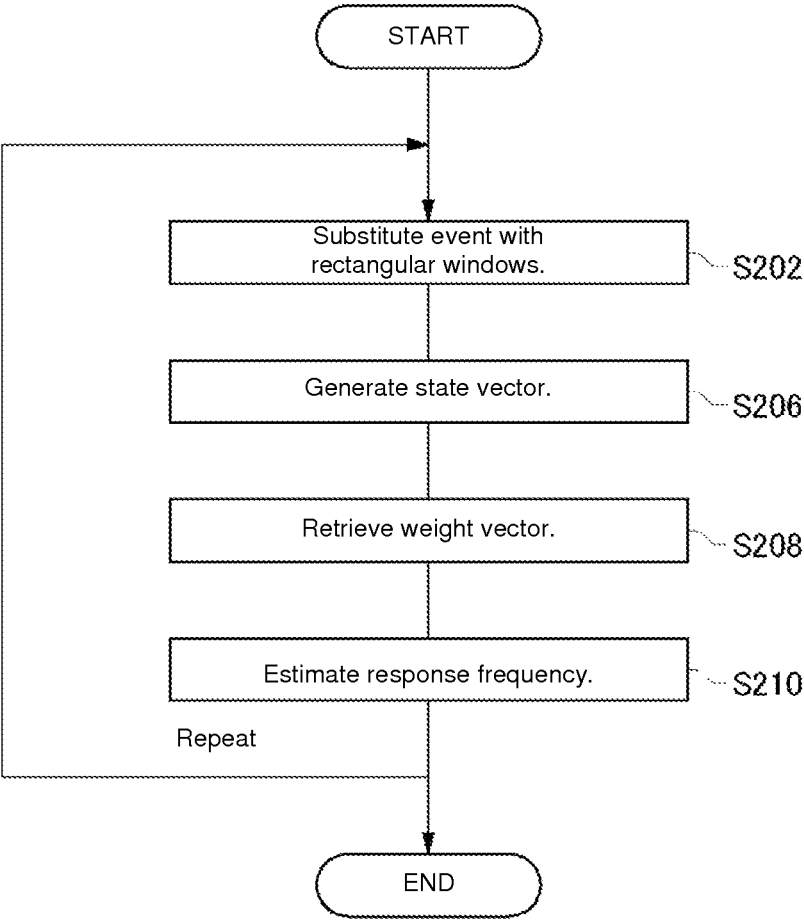 START
Substitute event with
rectangular windows.
S202
Generate state vector.
S206
Retrieve weight vector.
S208
Estimate response frequency.
S210
Repeat
END